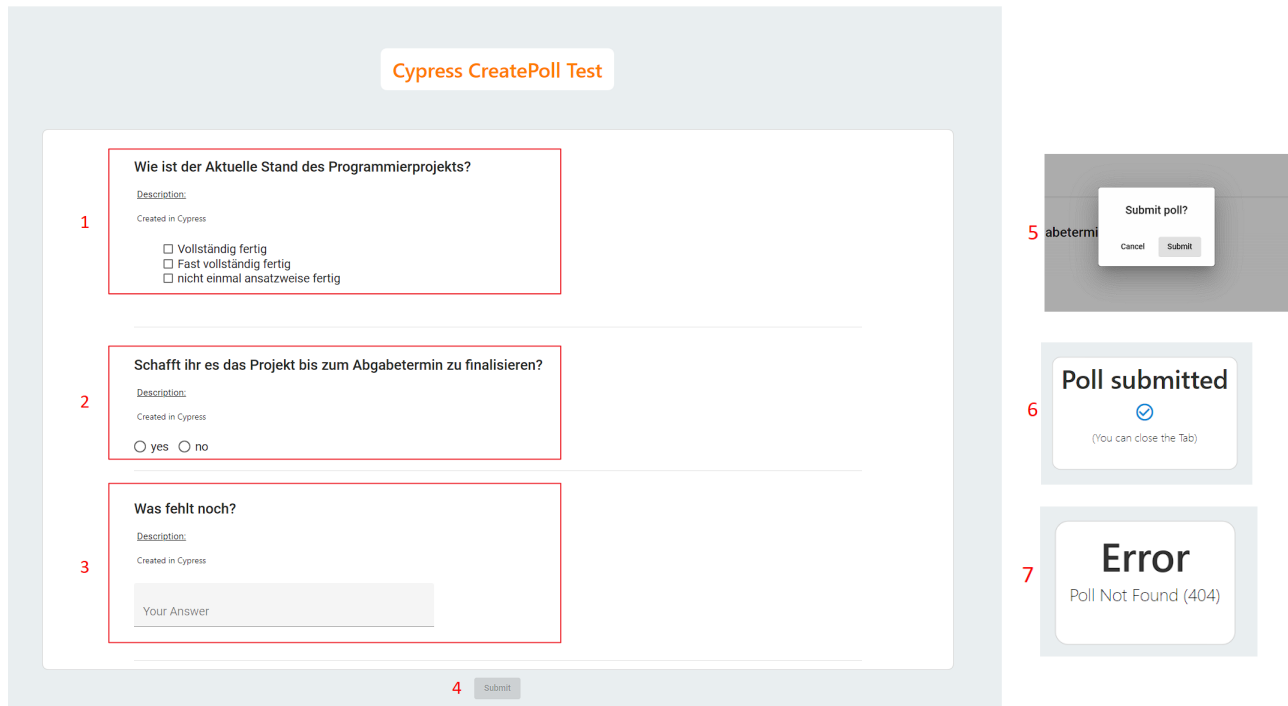 Cypress CreatePoll Test
1
Wie ist der Aktuelle Stand des Programmierprojekts?
Description:
Created in Cypress
Vollständig fertig
Fast vollständig fertig
nicht einmal ansatzweise fertig
2
Schafft ihr es das Projekt bis zum Abgabetermin zu finalisieren?
Description:
Created in Cypress
yes no
3
Was fehlt noch?
Description:
Created in Cypress
Your Answer
4 Submit
5
abetermi
Submit poll?
Cancel Submit
6
Poll submitted
(You can close the Tab)
7
Error
Poll Not Found (404)